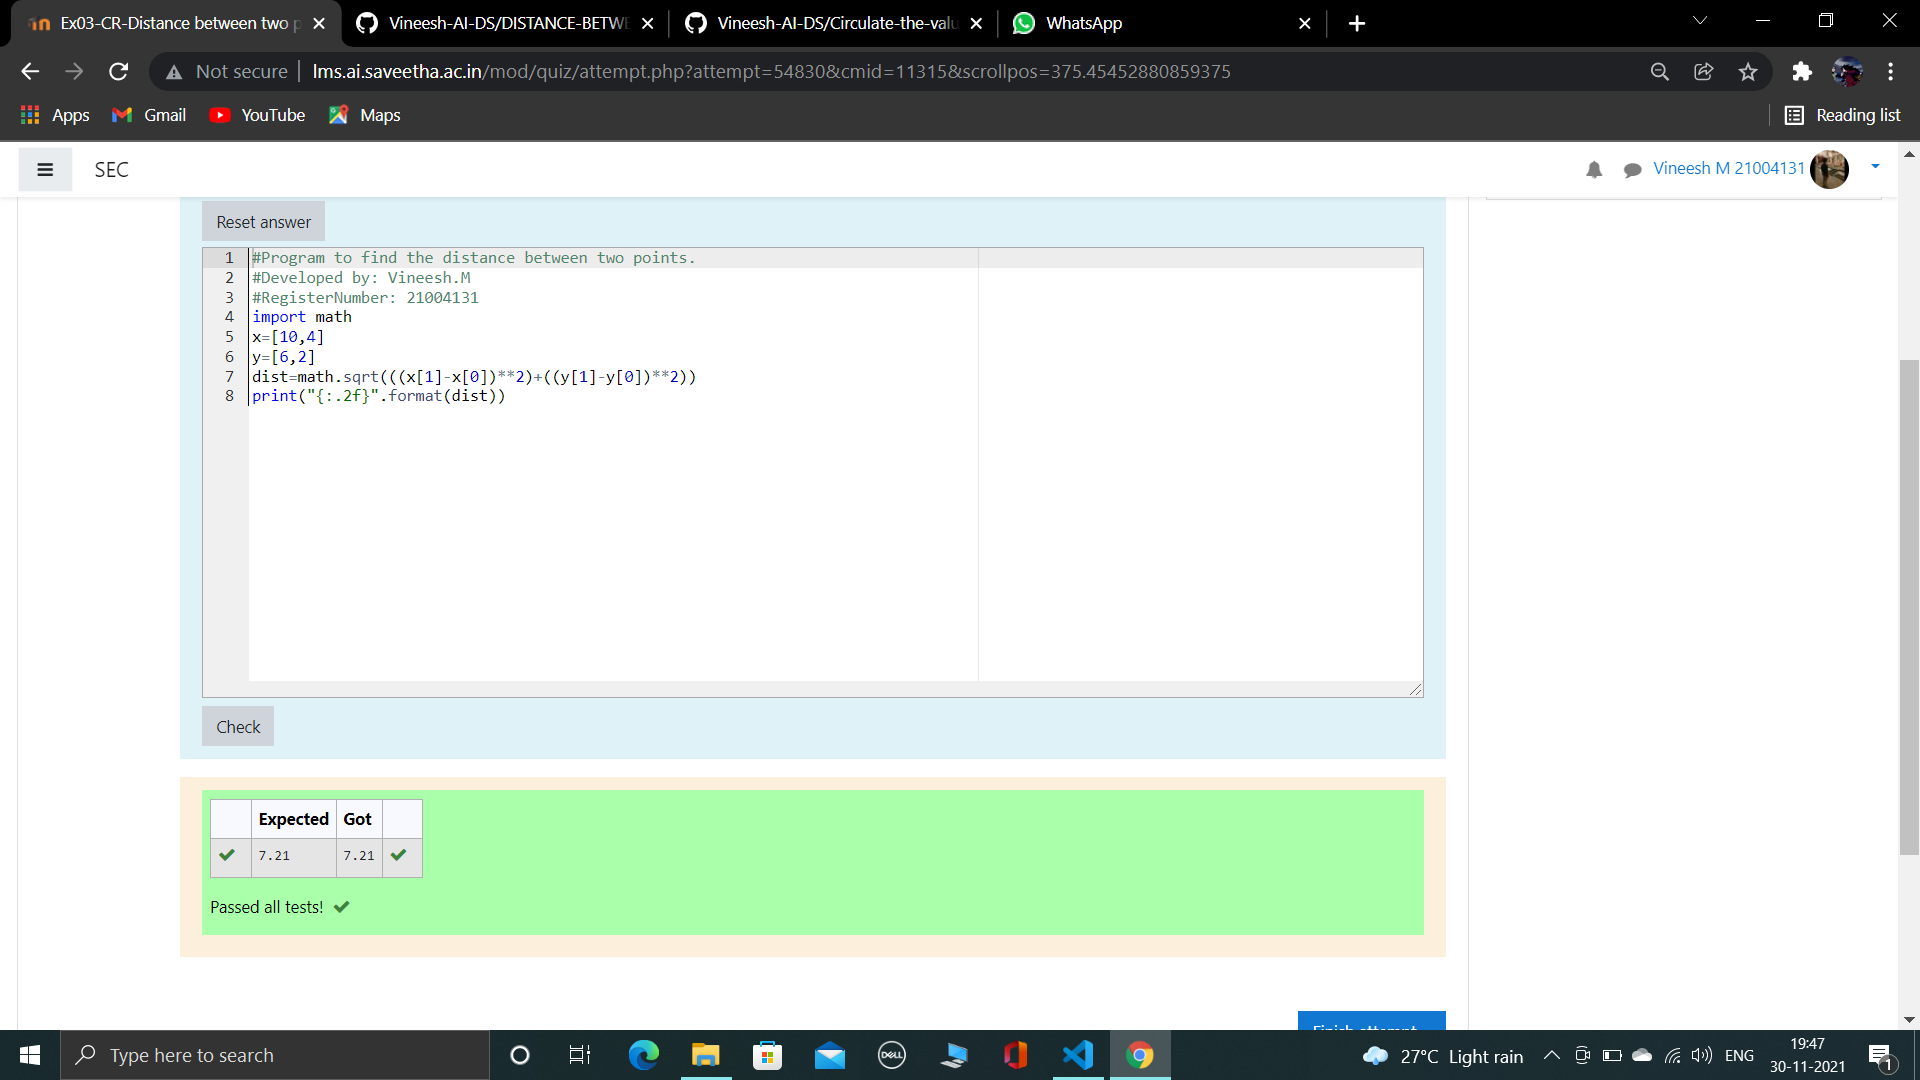 Ex03-CR-Distance between two p
Vineesh-AI-DS/DISTANCE-BETWE
Vineesh-AI-DS/Circulate-the-valu
WhatsApp
Not secure
lms.ai.saveetha.ac.in/mod/quiz/attempt.php?attempt=54830&cmid=11315&scrollpos=375.45452880859375
Apps
Gmail
YouTube
Maps
Reading list
SEC
Vineesh M 21004131
Reset answer
1 #Program to find the distance between two points.
2 #Developed by: Vineesh.M
3 #RegisterNumber: 21004131
4 import math
5 x=[10,4]
6 y=[6,2]
7 dist=math.sqrt(((x[1]-x[0])**2)+((y[1]-y[0])**2))
8 print("{:.2f}".format(dist))
Check
Expected Got
7.21 7.21
Passed all tests!
Finish attempt
Type here to search
DELL
27°C Light rain
ENG
19:47
30-11-2021
1